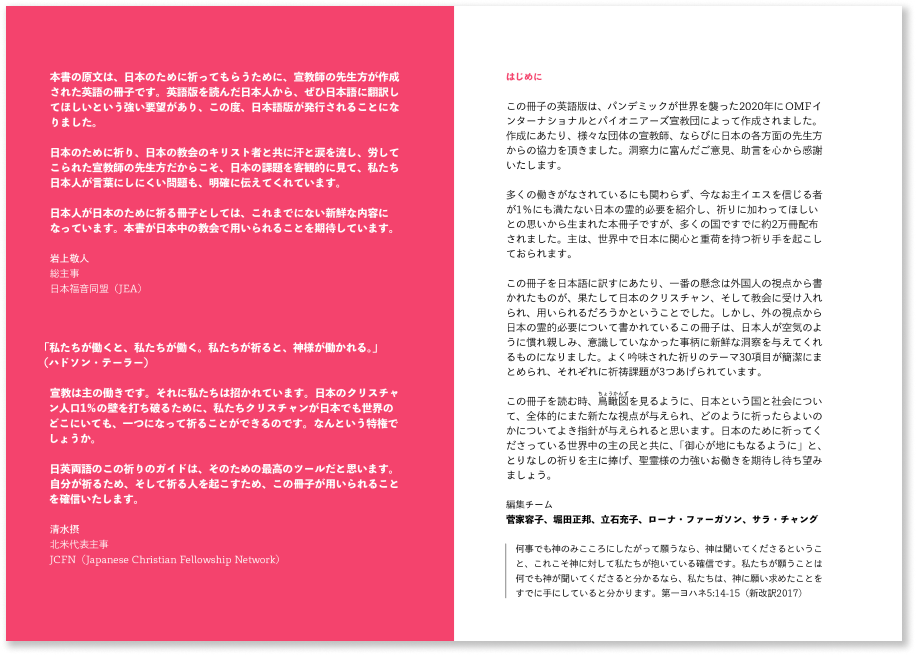 本書の原文は、日本のために祈ってもらうために、宣教師の先生方が作成
された英語の冊子です。英語版を読んだ日本人から、ぜひ日本語に翻訳し
てほしいという強い要望があり、この度、日本語版が発行されることにな
りました。
日本のために祈り、日本の教会のキリスト者と共に汗と涙を流し、労して
こられた宣教師の先生方だからこそ、日本の課題を客観的に見て、私たち
日本人が言葉にしにくい問題も、明確に伝えてくれています。
日本人が日本のために祈る冊子としては、これまでにない新鮮な内容に
なっています。本書が日本中の教会で用いられることを期待しています。
岩上敬人
総主事
日本福音同盟（JEA）
「私たちが働くと、私たちが働く。私たちが祈ると、神様が働かれる。」
（ハドソン・テーラー）
宣教は主の働きです。それに私たちは招かれています。日本のクリスチャ
ン人口1%の壁を打ち破るために、私たちクリスチャンが日本でも世界の
どこにいても、一つになって祈ることができるのです。なんという特権で
しょうか。
日英両語のこの祈りのガイドは、そのための最高のツールだと思います。
自分が祈るため、そして祈る人を起こすため、この冊子が用いられること
を確信いたします。
清水摂
北米代表主事
JCFN（Japanese Christian Fellowship Network）
はじめに
この冊子の英語版は、パンデミックが世界を襲った2020年にOMFイ
ンターナショナルとパイオニアーズ宣教団によって作成されました。
作成にあたり、様々な団体の宣教師、ならびに日本の各方面の先生方
からの協力を頂きました。洞察力に富んだご意見、助言を心から感謝
いたします。
多くの働きがなされているにも関わらず、今なお主イエスを信じる者
が1%にも満たない日本の霊的必要を紹介し、祈りに加わってほしい
との思いから生まれた本冊子ですが、多くの国ですでに約2万冊配布
されました。主は、世界中で日本に関心と重荷を持つ祈り手を起こし
ておられます。
この冊子を日本語に訳すにあたり、一番の懸念は外国人の視点から書
かれたものが、果たして日本のクリスチャン、そして教会に受け入れ
られ、用いられるだろうかということでした。しかし、外の視点から
日本の霊的必要について書かれているこの冊子は、日本人が空気のよ
うに慣れ親しみ、意識していなかった事柄に新鮮な洞察を与えてくれ
るものになりました。よく吟味された祈りのテーマ30項目が簡潔にま
とめられ、それぞれに祈祷課題が3つあげられています。
ちょうかんず
この冊子を読む時、鳥瞰図を見るように、日本という国と社会につい
て、全体的にまた新たな視点が与えられ、どのように祈ったらよいの
かについてよき指針が与えられると思います。日本のために祈ってく
ださっている世界中の主の民と共に、「御心が地にもなるように」と、
とりなしの祈りを主に捧げ、聖霊様の力強いお働きを期待し待ち望み
ましょう。
編集チーム
菅家容子、堀田正邦、立石充子、ローナ・ファーガソン、サラ・チャング
何事でも神のみこころにしたがって願うなら、神は聞いてくださるというこ
と、これこそ神に対して私たちが抱いている確信です。私たちが願うことは
何でも神が聞いてくださると分かるなら、私たちは、神に願い求めたことを
すでに手にしていると分かります。第一ヨハネ5:14-15（新改訳2017）